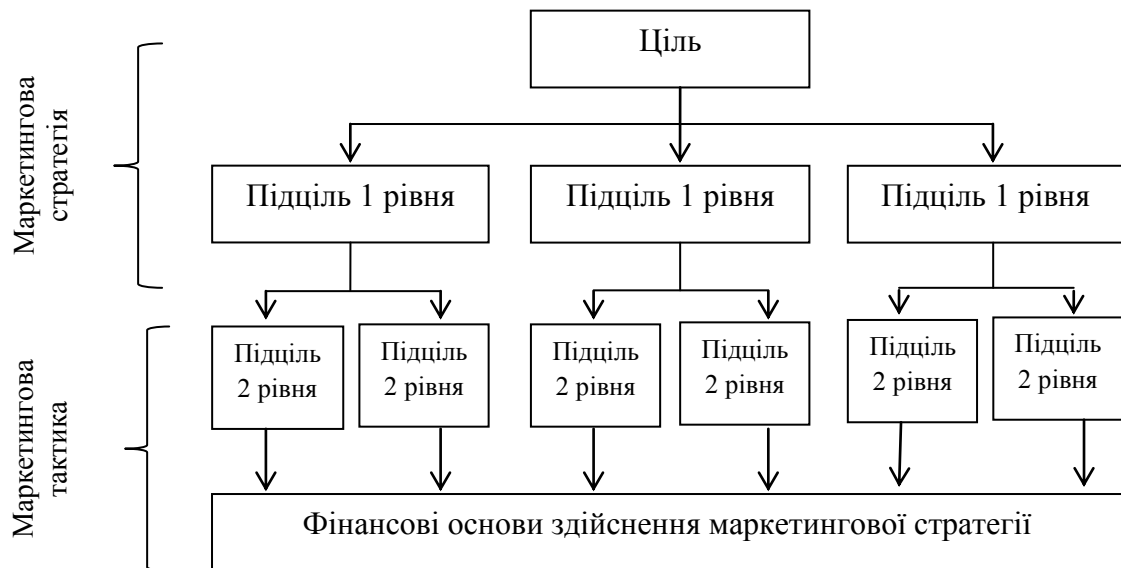 Ціль
Маркетингова
стратегія
Підціль 1 рівня
Підціль 1 рівня
Підціль 1 рівня
Маркетингова
тактика
Підціль
2 рівня
Підціль
2 рівня
Підціль
2 рівня
Підціль
2 рівня
Підціль
2 рівня
Підціль
2 рівня
Фінансові основи здійснення маркетингової стратегії